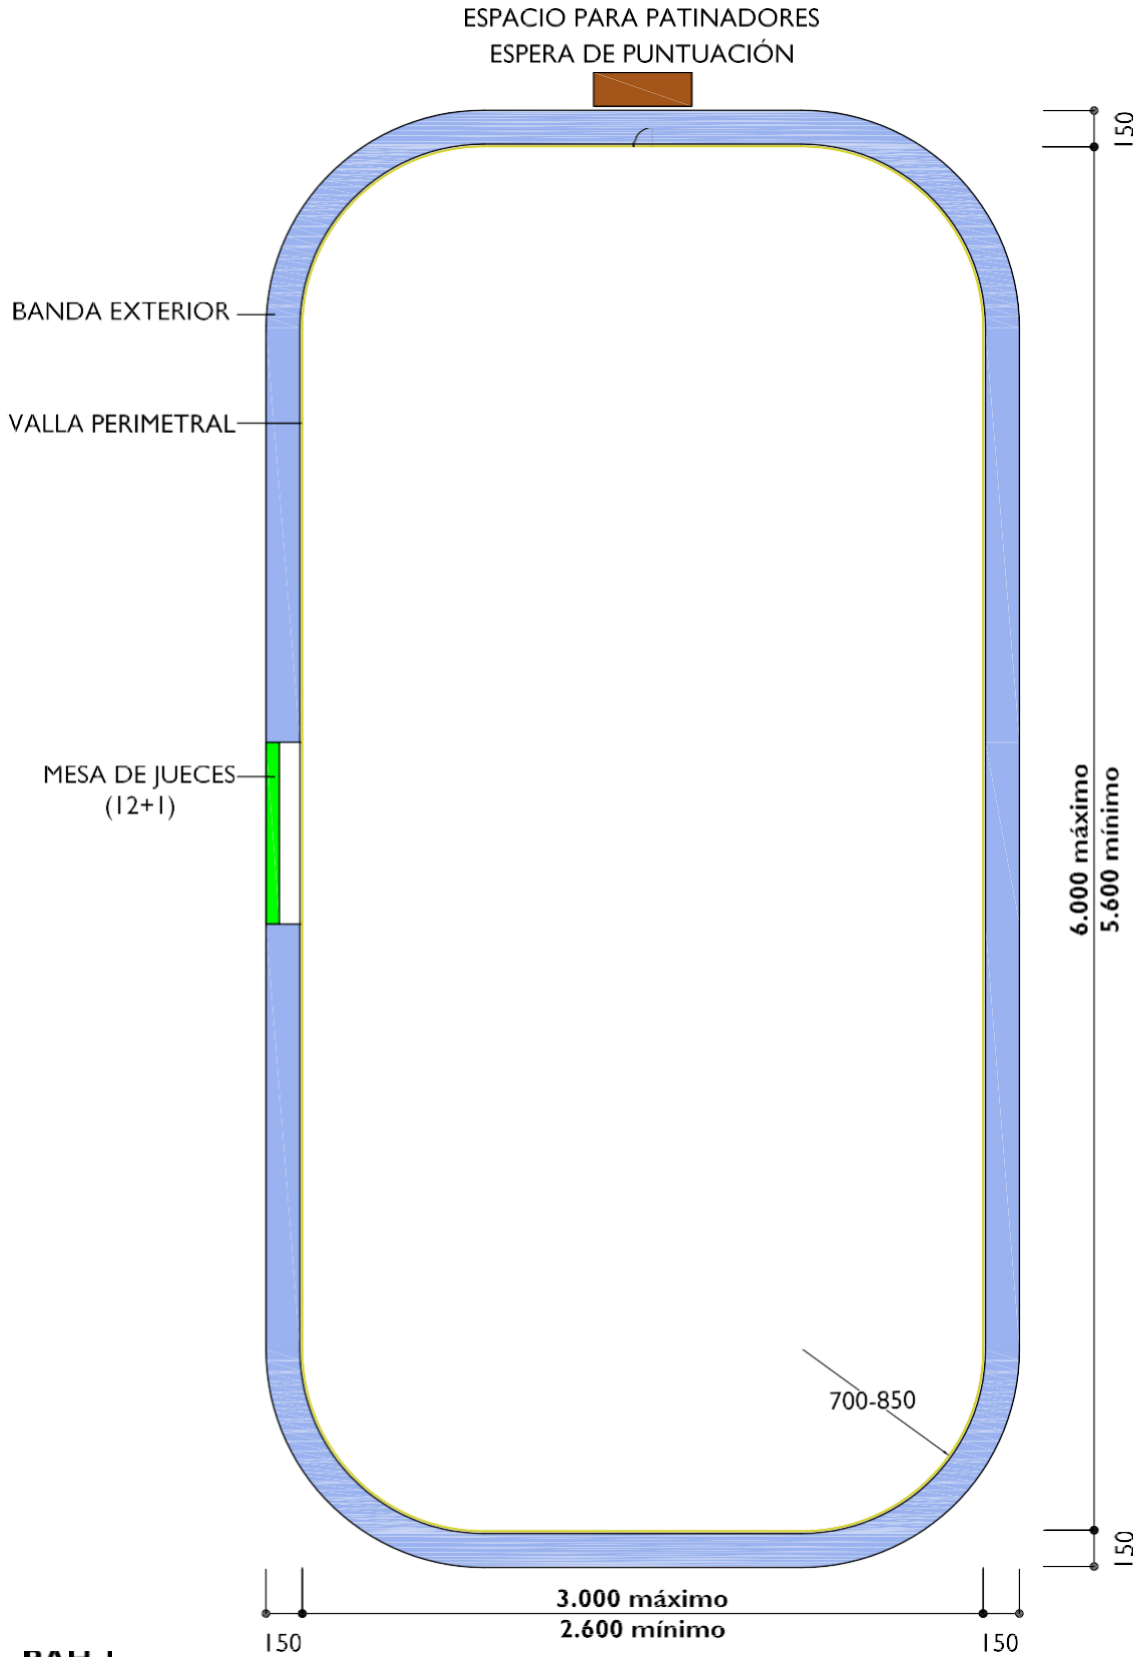 ESPACIO PARA PATINADORES
ESPERA DE PUNTUACIÓN
150
BANDA EXTERIOR
VALLA PERIMETRAL
MESA DE JUECES
(12+1)
6.000 máximo
5.600 mínimo
700-850
150
3.000 máximo
2.600 mínimo
150
150